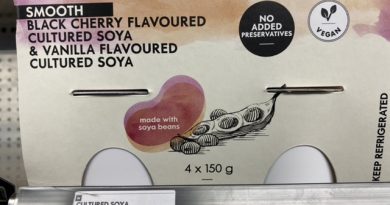 SMOOTH
BLACK CHERRY FLAVOURED
CULTURED SOYA
& VANILLA FLAVOURED
CULTURED SOYA
NO
ADDED
PRESERVATIVES
VEGAN
made with
soya beans
4 x 150 g
KEEP REFRIGERATED
CULTURED SOYA